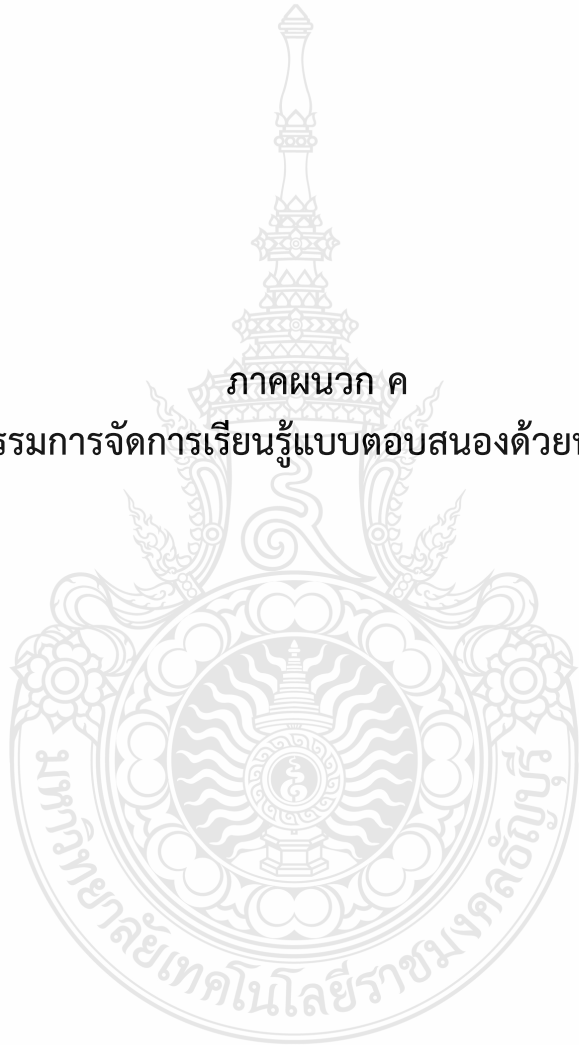 ภาคผนวก ค
รรมการจัดการเรียนรู้แบบตอบสนองด้วย
มหาวิทยาลัยเทคโนโลยีราชมงคลธัญบุรี